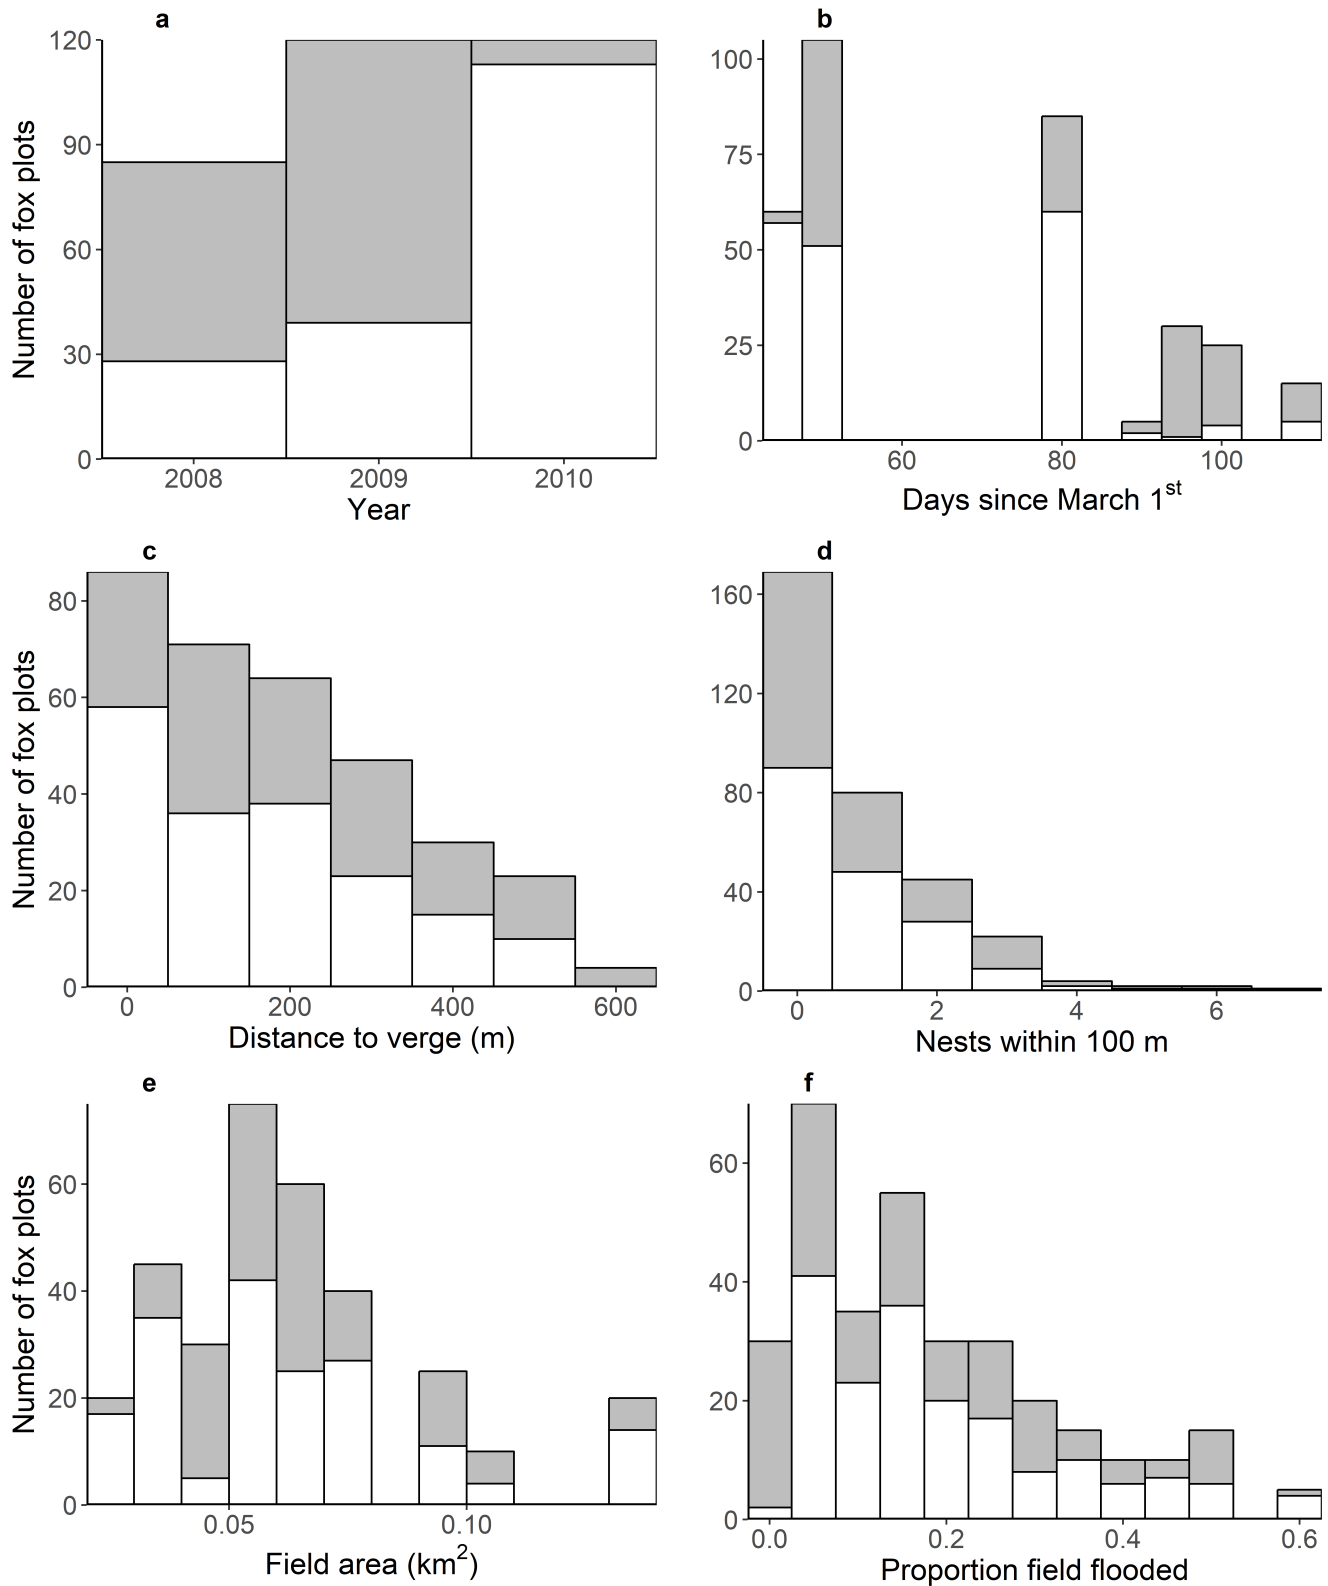 a
Number of fox plots
120
90
60
30
0
2008 2009 2010
Year
b
100
75
50
25
0
60 80 100
Days since March 1st
c
Number of fox plots
80
60
40
20
0
0 200 400 600
Distance to verge (m)
d
160
120
80
40
0
0 2 4 6
Nests within 100 m
e
Number of fox plots
60
40
20
0
0.05 0.10
Field area (km2)
f
60
40
20
0
0.0 0.2 0.4 0.6
Proportion field flooded